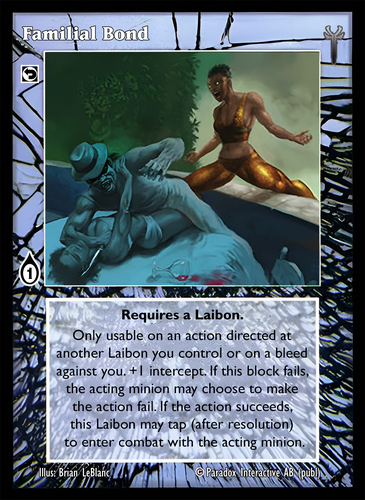 Familial Bond
1
Requires a Laibon.
Only usable on an action directed at
another Laibon you control or on a bleed
against you. +1 intercept. If this block fails,
the acting minion may choose to make
the action fail. If the action succeeds,
this Laibon may tap (after resolution)
to enter combat with the acting minion.
Illus: Brian LeBlanc
© Paradox Interactive AB (publ)